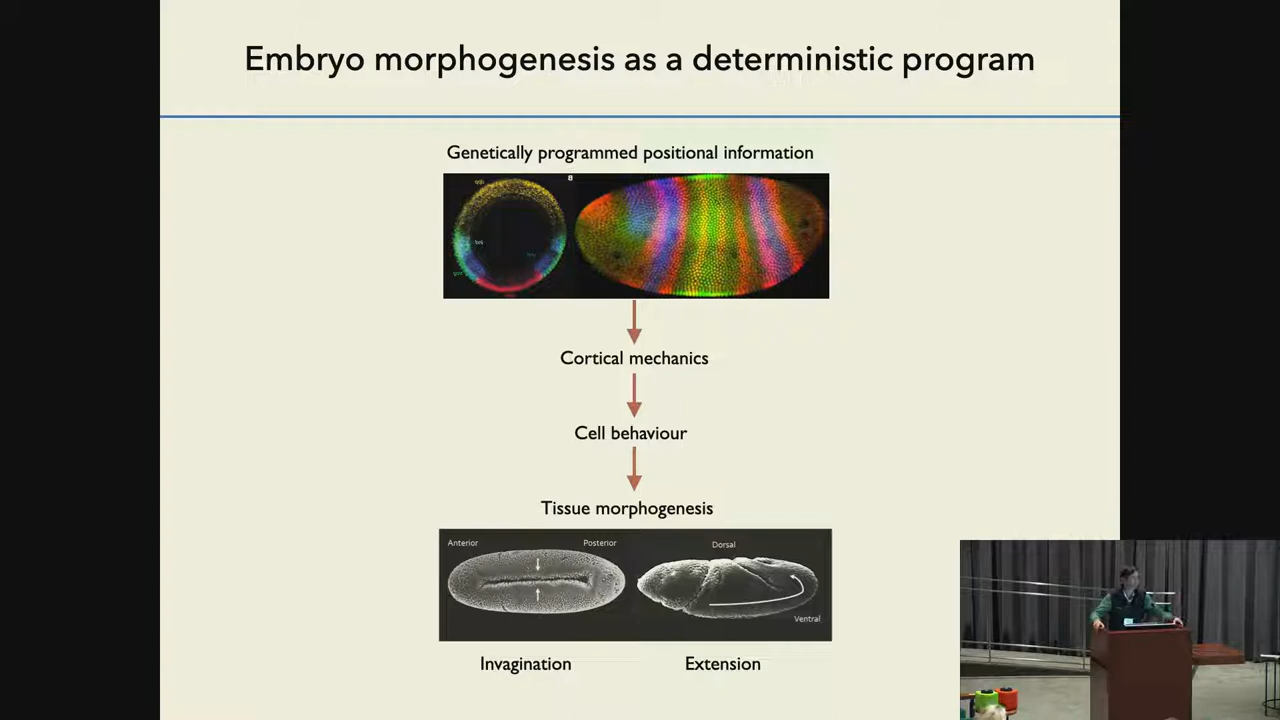 Embryo morphogenesis as a deterministic program
Genetically programmed positional information
8
Cortical mechanics
Cell behaviour
Tissue morphogenesis
Anterior
Posterior
Dorsal
Ventral
Invagination
Extension